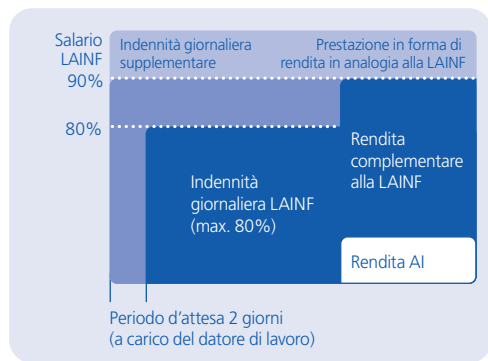 Salario
LAINF
90%
80%
Indennità giornaliera
supplementare
Prestazione in forma di
rendita in analogia alla LAINF
Indennità
giornaliera LAINF
(max. 80%)
Rendita
complementare
alla LAINF
Rendita AI
Periodo d’attesa 2 giorni
(a carico del datore di lavoro)